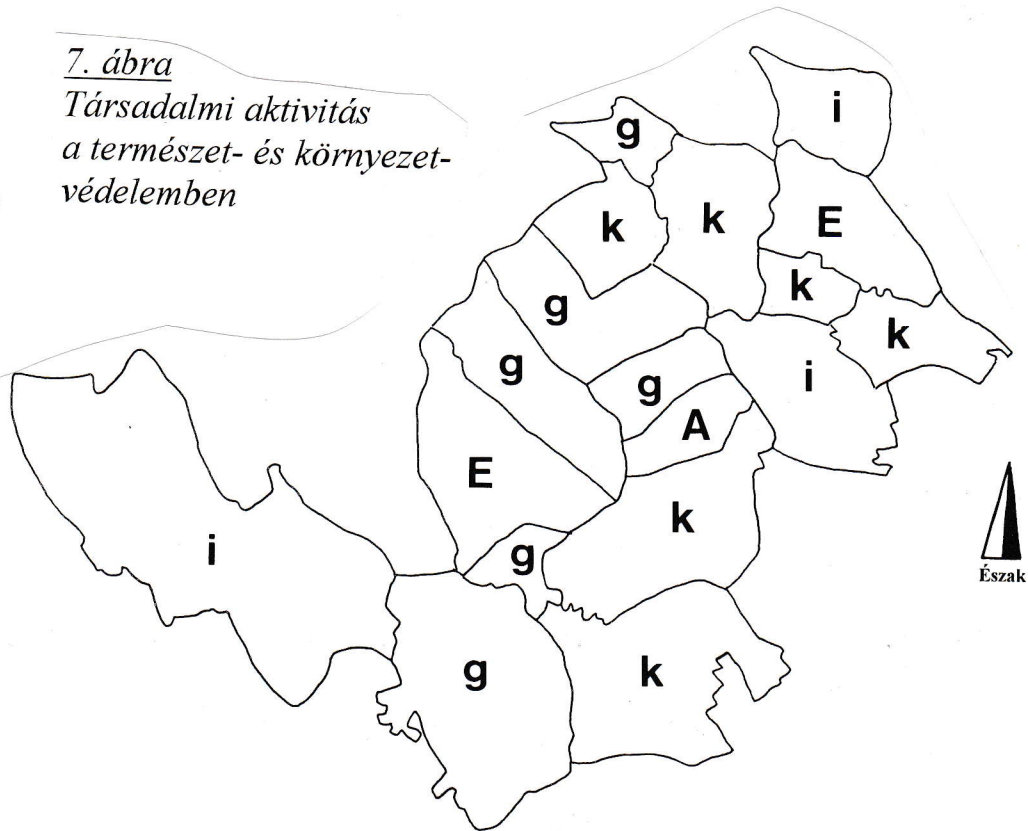 7. ábra
Társadalmi aktivitás
a természet- és környezet-
védelemben
i
g
k
k
E
k
g
k
g
i
g
A
E
k
i
g
g
k
Észak